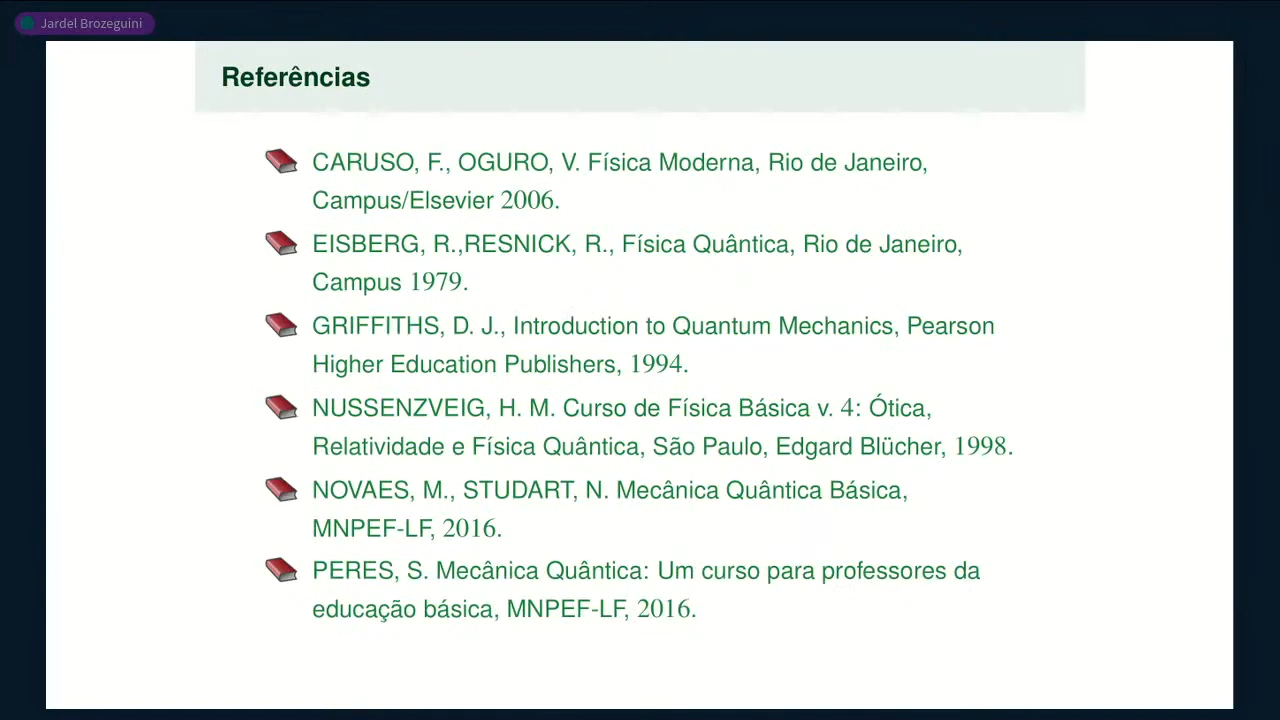 Jardel Brozeguini
Referências
CARUSO, F., OGURO, V. Física Moderna, Rio de Janeiro,
Campus/Elsevier 2006.
EISBERG, R.,RESNICK, R., Física Quântica, Rio de Janeiro,
Campus 1979.
GRIFFITHS, D. J., Introduction to Quantum Mechanics, Pearson
Higher Education Publishers, 1994.
NUSSENZVEIG, H. M. Curso de Física Básica v. 4: Ótica,
Relatividade e Física Quântica, São Paulo, Edgard Blücher, 1998.
NOVAES, M., STUDART, N. Mecânica Quântica Básica,
MNPEF-LF, 2016.
PERES, S. Mecânica Quântica: Um curso para professores da
educação básica, MNPEF-LF, 2016.